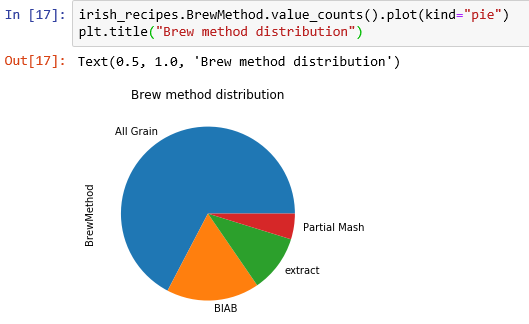 In [17]: irish_recipes.BrewMethod.value_counts().plot(kind="pie")
plt.title("Brew method distribution")
Out[17]: Text(0.5, 1.0, 'Brew method distribution')
Brew method distribution
All Grain
BrewMethod
Partial Mash
extract
BIAB